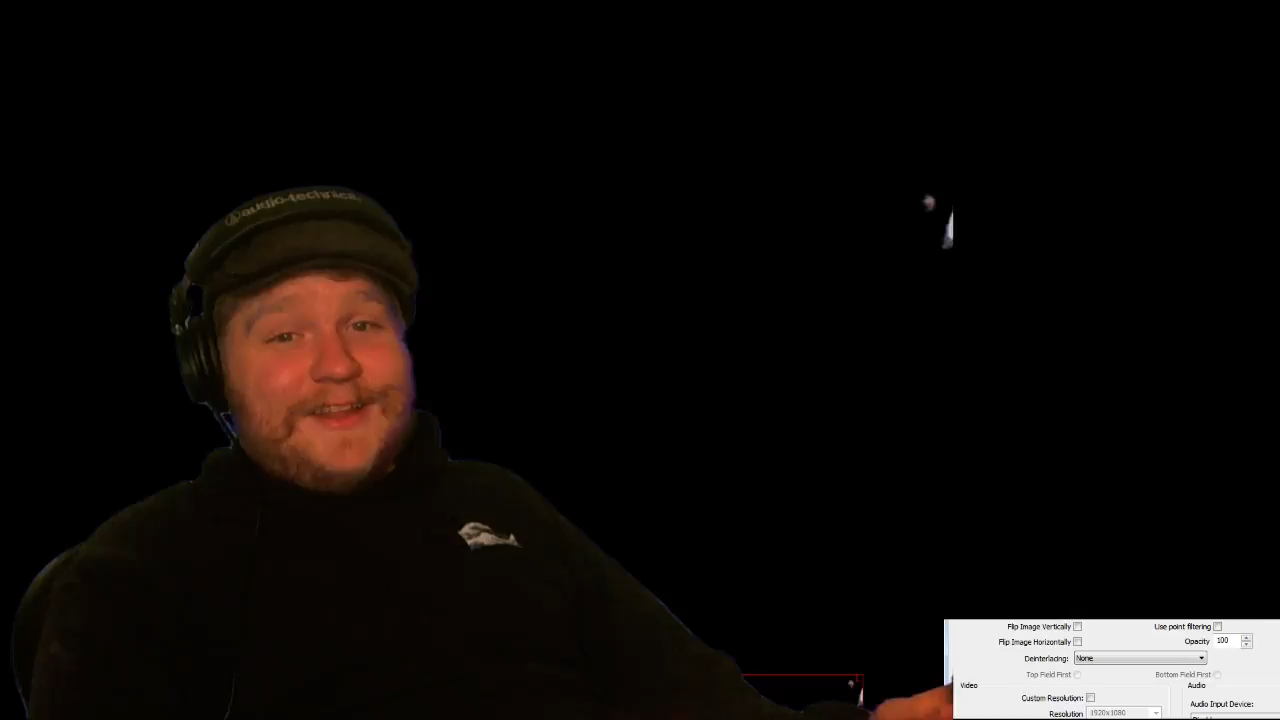 audio-technica
Flip Image Vertically
Use point filtering
Flip Image Horizontally
Opacity 100
Deinterlacing: None
Top Field First
Bottom Field First
Video
Audio
Custom Resolution:
Audio Input Device:
Resolution 1920x1080